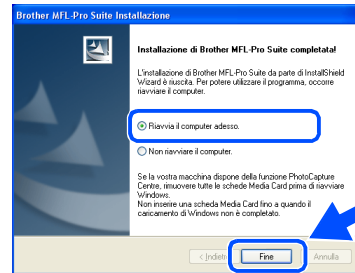 Brother MFL-Pro Suite Installazione
Installazione di Brother MFL-Pro Suite completata!
L'installazione di Brother MFL-Pro Suite da parte di InstallShield
Wizard è riuscita. Per potere utilizzare il programma, occorre
riavviare il computer.
Riavvia il computer adesso.
Non riavviare il computer.
Se la vostra macchina dispone della funzione PhotoCapture
Centre, rimuovere tutte le schede Media Card prima di riavviare
Windows.
Non inserire una scheda Media Card fino a quando il
caricamento di Windows non è completato.
< Indietro Fine Annulla